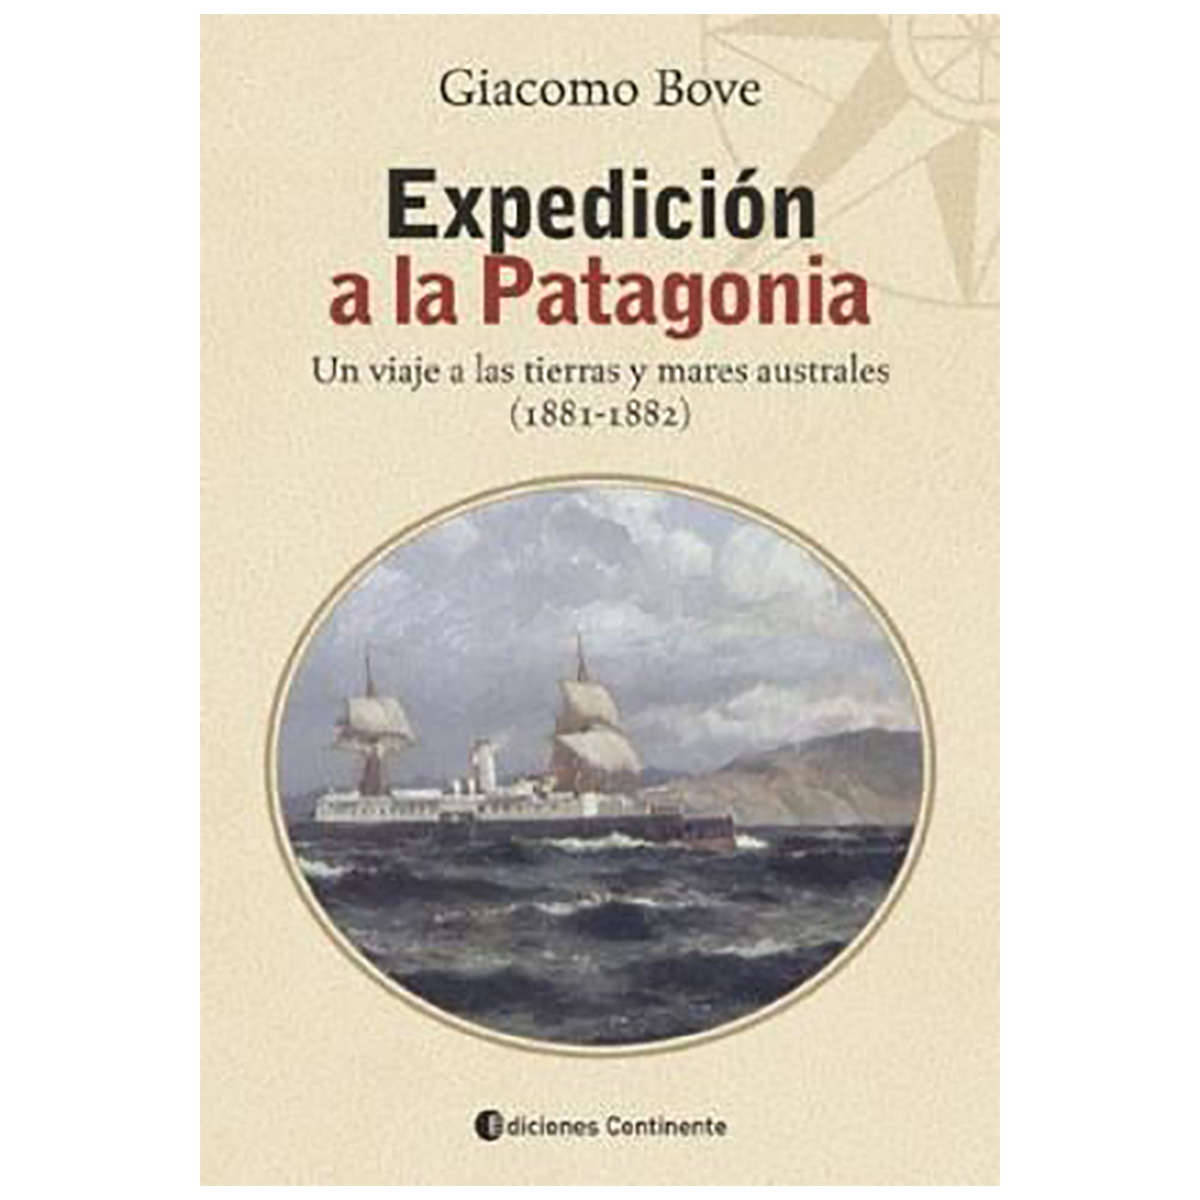 Giacomo Bove
Expedición
a la Patagonia
Un viaje a las tierras y mares australes
(1881-1882)
Ediciones Continente